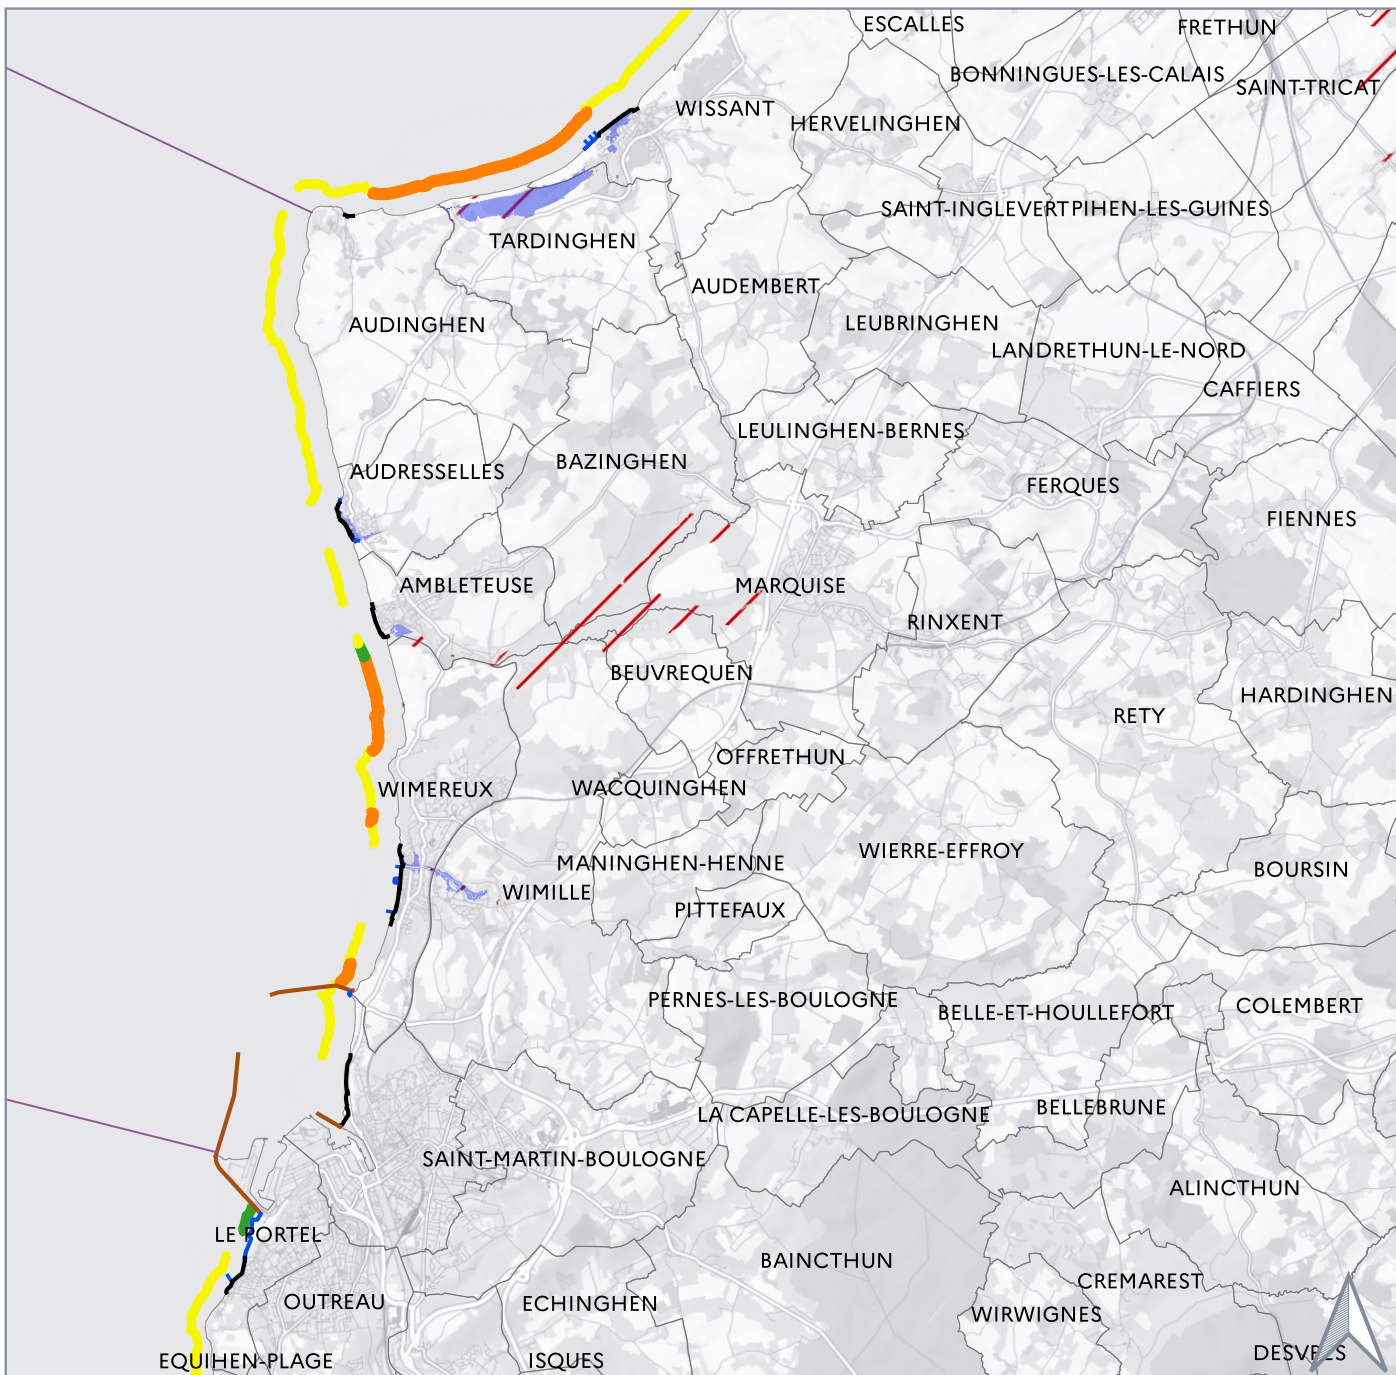 ESCALLES
FRETHUN
BONNINGUES-LES-CALAIS
SAINT-TRICAT
WISSANT
HERVELINGHEN
SAINT-INGLEVERT
PIHEN-LES-GUINES
TARDINGHEN
AUDEMBERT
AUDINGHEN
LEUBRINGHEN
LANDRETHUN-LE-NORD
CAFFIERS
LEULINGHEN-BERNES
AUDRESSELLES
BAZINGHEN
FERQUES
FIENNES
AMBLETEUSE
MARQUISE
RINXENT
BEUVREQUEN
HARDINGHEN
RETY
OFFRETHUN
WIMEREUX
WACQUINGHEN
MANINGHEN-HENNE
WIERRE-EFFROY
BOURSIN
WIMILLE
PITTEFAUX
PERNES-LES-BOULOGNE
BELLE-ET-HOULLEFORT
COLEMBERT
LA CAPELLE-LES-BOULOGNE
BELLEBRUNE
SAINT-MARTIN-BOULOGNE
ALINCTHUN
LE PORTEL
BAINCTHUN
CREMAREST
OUTREAU
ECHINGHEN
WIRWIGNES
EQUIHEN-PLAGE
ISQUES
DESVRES